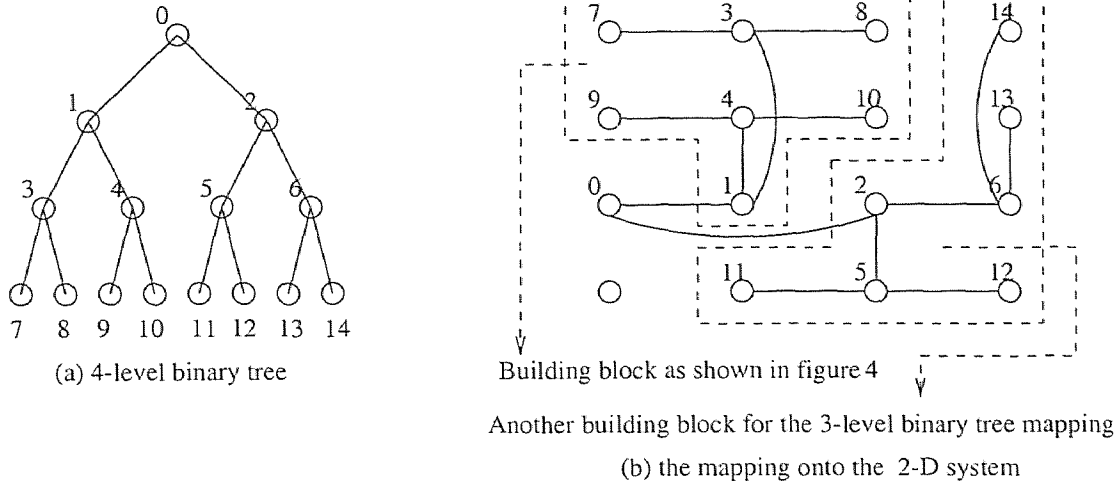 0
1 2
3 4 5 6
7 8 9 10 11 12 13 14
(a) 4-level binary tree
7 3 8 14
9 4 10 13
0 1 2 6
11 5 12
Building block as shown in figure 4
Another building block for the 3-level binary tree mapping
(b) the mapping onto the 2-D system